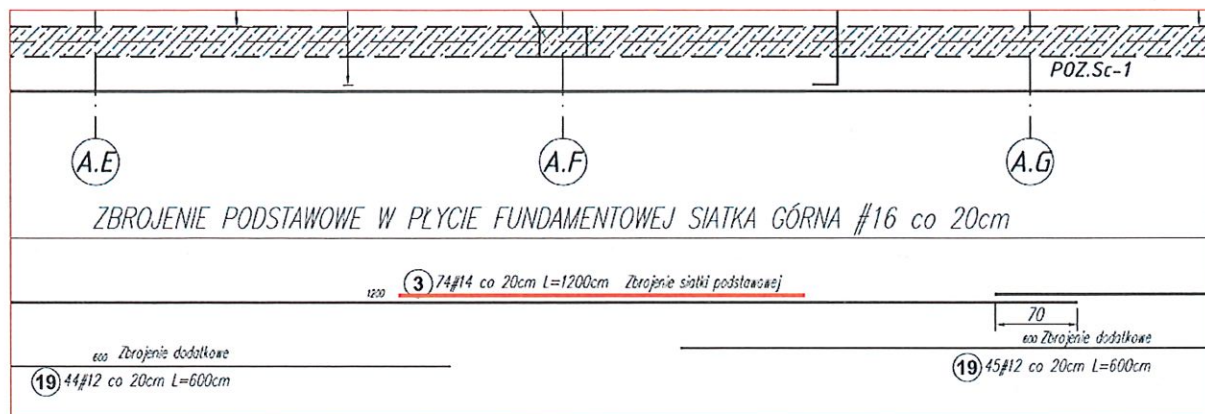 POZ.Sc-1
A.E
A.F
A.G
ZBROJENIE PODSTAWOWE W PŁYCIE FUNDAMENTOWEJ SIATKA GÓRNA #16 co 20cm
1200
3 74#14 co 20cm L=1200cm Zbrojenie siatki podstawowej
70
600 Zbrojenie dodatkowe
19 44#12 co 20cm L=600cm
600 Zbrojenie dodatkowe
19 45#12 co 20cm L=600cm